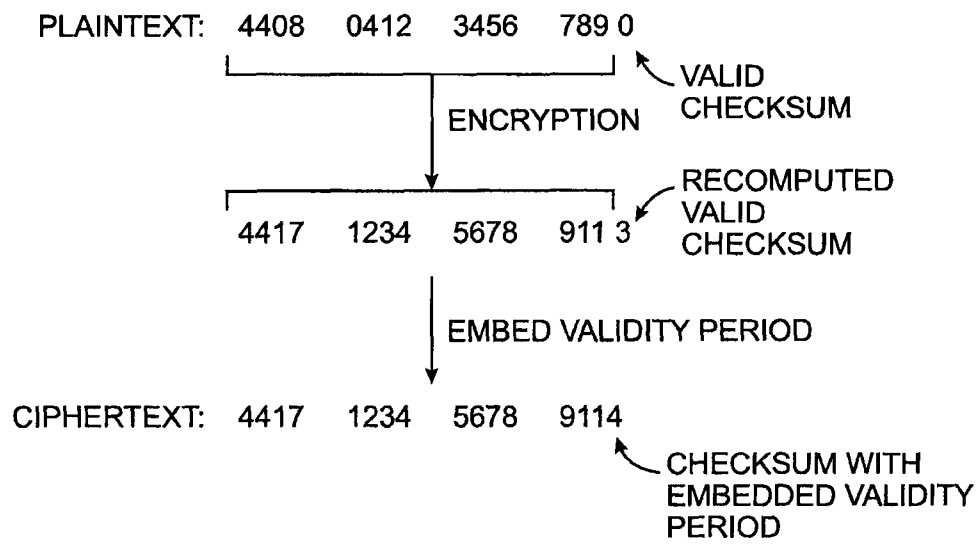 PLAINTEXT: 4408 0412 3456 789 0
VALID
CHECKSUM
ENCRYPTION
RECOMPUTED
VALID
CHECKSUM
4417 1234 5678 911 3
EMBED VALIDITY PERIOD
CIPHERTEXT: 4417 1234 5678 9114
CHECKSUM WITH
EMBEDDED VALIDITY
PERIOD